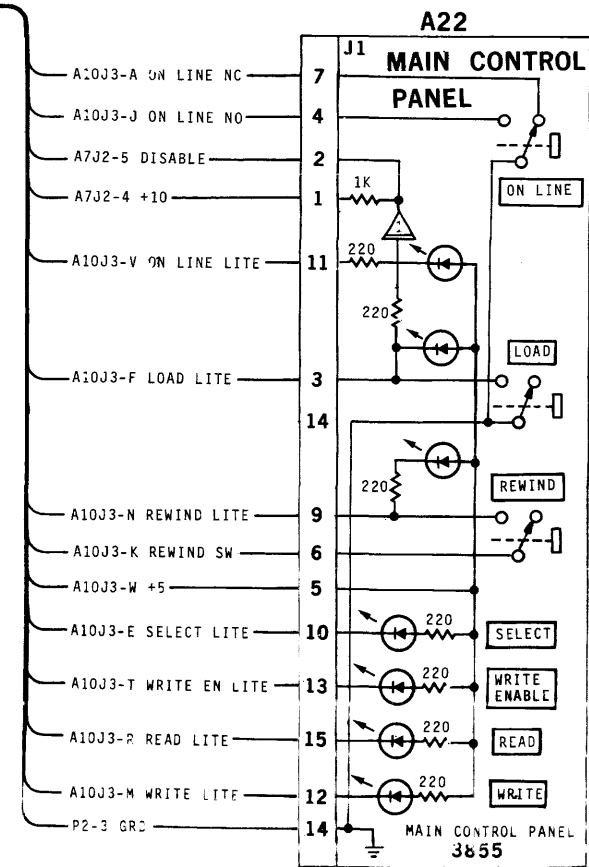 A22
J1
MAIN CONTROL
PANEL
A10J3-A ON LINE NC 7
A10J3-J ON LINE NO 4
A7J2-5 DISABLE 2
A7J2-4 +10 1
1K
1
ON LINE
A10J3-V ON LINE LITE 11
220
220
LOAD
A10J3-F LOAD LITE 3
14
REWIND
220
A10J3-N REWIND LITE 9
A10J3-K REWIND SW 6
A10J3-W +5 5
A10J3-E SELECT LITE 10
220
SELECT
A10J3-T WRITE EN LITE 13
220
WRITE
ENABLE
A10J3-R READ LITE 15
220
READ
A10J3-M WRITE LITE 12
220
WRITE
P2-3 GRD 14
MAIN CONTROL PANEL
3855